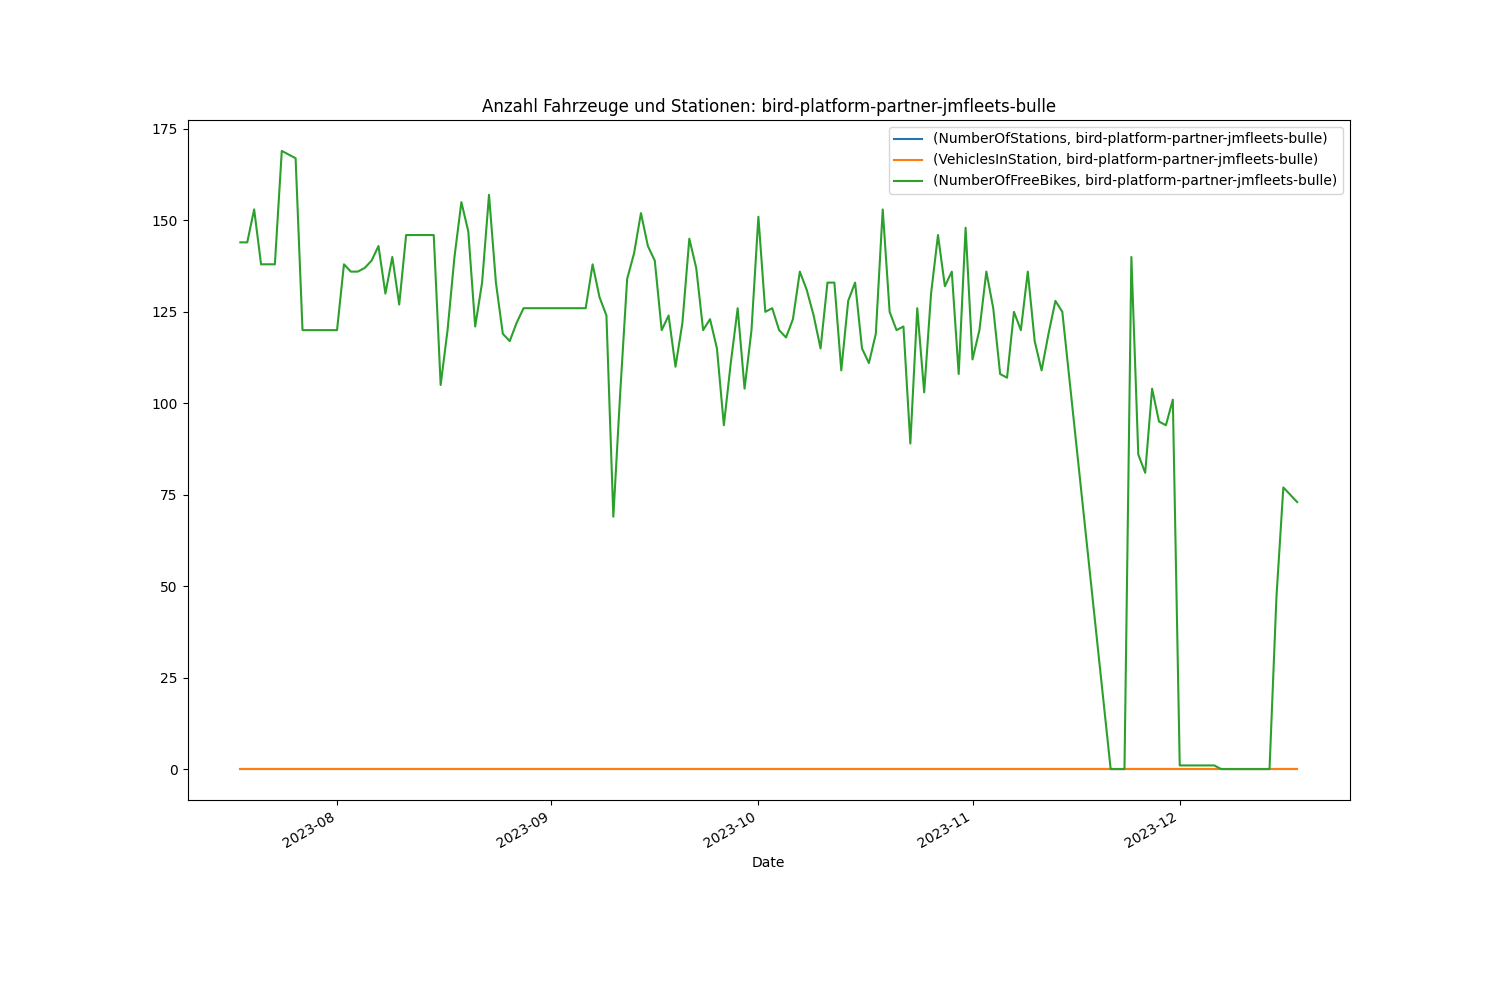 Anzahl Fahrzeuge und Stationen: bird-platform-partner-jmfleets-bulle
(NumberOfStations, bird-platform-partner-jmfleets-bulle)
(VehiclesInStation, bird-platform-partner-jmfleets-bulle)
(NumberOfFreeBikes, bird-platform-partner-jmfleets-bulle)
175
150
125
100
75
50
25
0
2023-08
2023-09
2023-10
2023-11
2023-12
Date